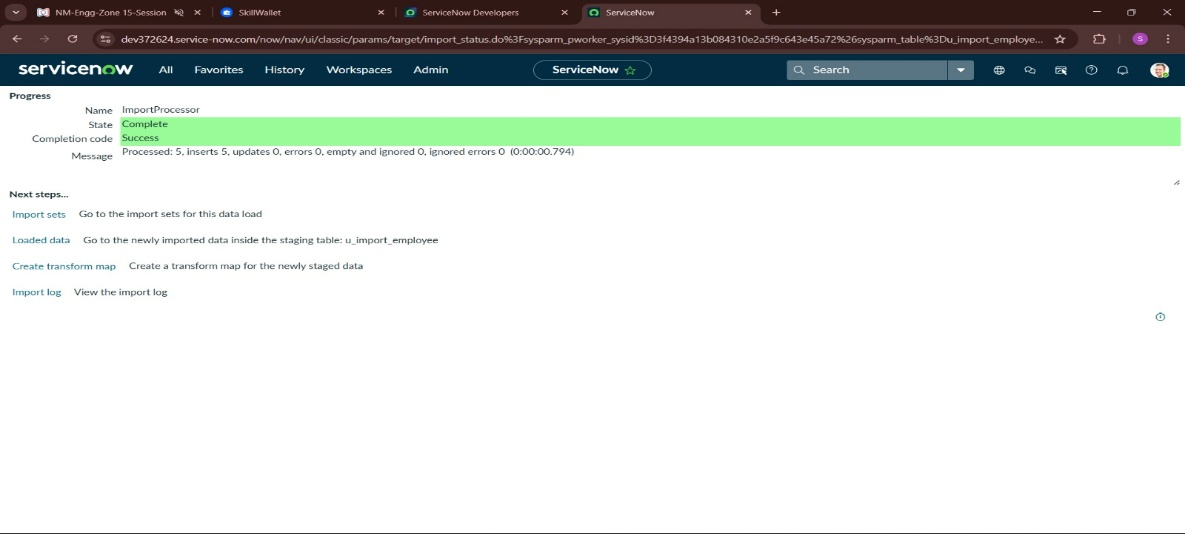 NM-Engg-Zone 15-Session
SkillWallet
ServiceNow Developers
ServiceNow
dev372624.service-now.com/now/nav/ui/classic/params/target/import_status.do%3Fsysparm_pworker_sysid%3D3f4394a13b084310e2a5f9c643e45a72%26sysparm_table%3Du_import_employe...
S
servicenow All Favorites History Workspaces Admin ServiceNow Search
Progress
Name ImportProcessor
State Complete
Completion code Success
Message Processed: 5, inserts 5, updates 0, errors 0, empty and ignored 0, ignored errors 0 (0:00:00.794)
Next steps...
Import sets Go to the import sets for this data load
Loaded data Go to the newly imported data inside the staging table: u_import_employee
Create transform map Create a transform map for the newly staged data
Import log View the import log